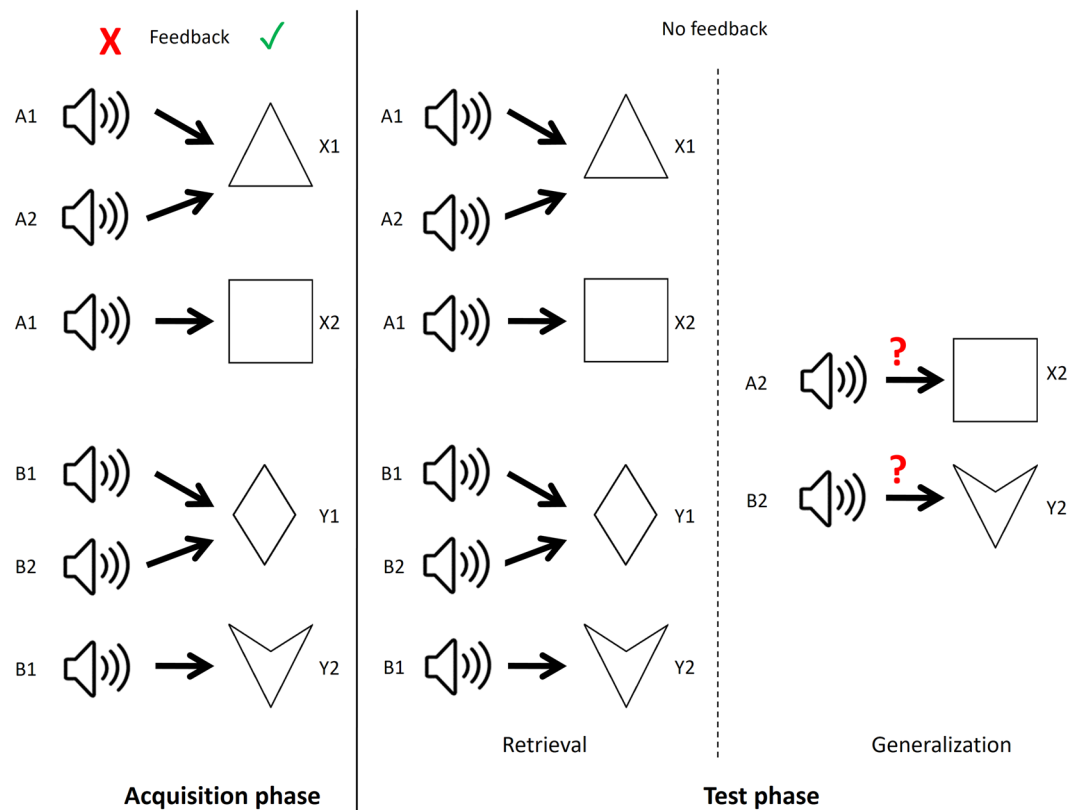 X Feedback ✓
No feedback
A1
X1
A2
A1
X2
B1
Y1
B2
B1
Y2
A1
X1
A2
A1
X2
B1
Y1
B2
B1
Y2
?
A2
X2
?
B2
Y2
Retrieval
Generalization
Acquisition phase
Test phase